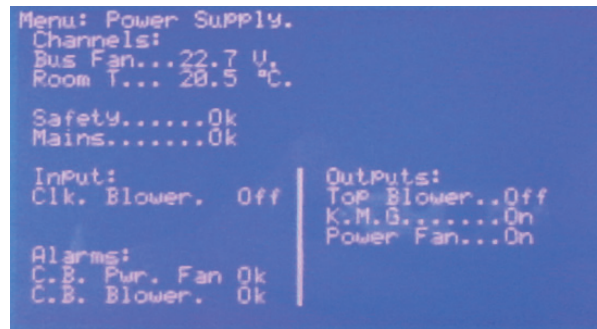 Menu: Power Supply.
Channels:
Bus Fan...22.7 V.
Room T... 20.5 °C.
Safety......Ok
Mains.......Ok
Input:
Clk. Blower. Off
Alarms:
C.B. Pwr. Fan Ok
C.B. Blower. Ok
Outputs:
Top Blower..Off
K.M.G.......On
Power Fan...On